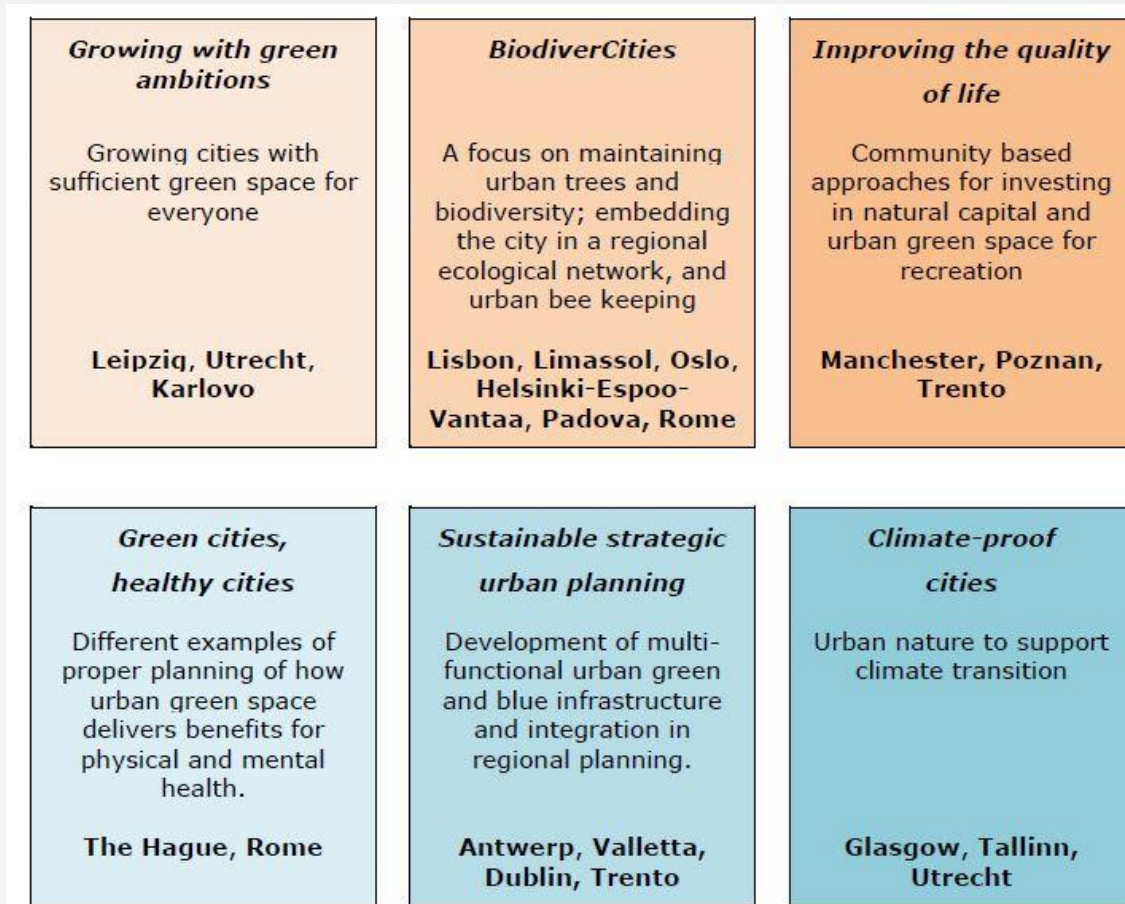 Growing with green
ambitions
Growing cities with
sufficient green space for
everyone
Leipzig, Utrecht,
Karlovo
BiodiverCities
A focus on maintaining
urban trees and
biodiversity; embedding
the city in a regional
ecological network, and
urban bee keeping
Lisbon, Limassol, Oslo,
Helsinki-Espoo-
Vantaa, Padova, Rome
Improving the quality
of life
Community based
approaches for investing
in natural capital and
urban green space for
recreation
Manchester, Poznan,
Trento
Green cities,
healthy cities
Different examples of
proper planning of how
urban green space
delivers benefits for
physical and mental
health.
The Hague, Rome
Sustainable strategic
urban planning
Development of multi-
functional urban green
and blue infrastructure
and integration in
regional planning.
Antwerp, Valletta,
Dublin, Trento
Climate-proof
cities
Urban nature to support
climate transition
Glasgow, Tallinn,
Utrecht